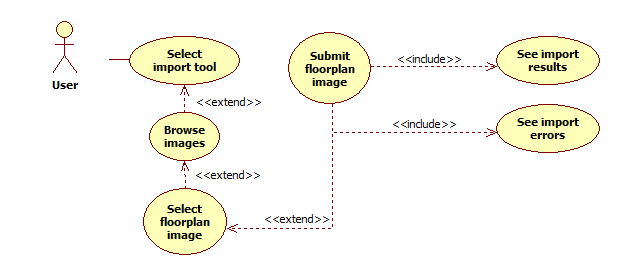 User
Select
import tool
<<extend>>
Browse
images
<<extend>>
Select
floorplan
image
<<extend>>
Submit
floorplan
image
<<include>>
See import
results
<<include>>
See import
errors